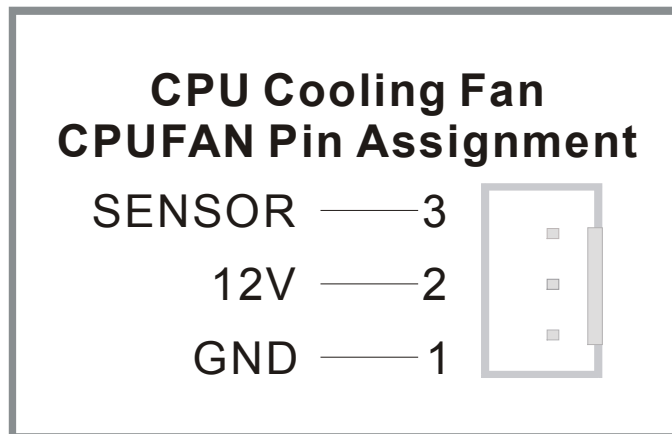 CPU Cooling Fan
CPUFAN Pin Assignment
SENSOR 3
12V 2
GND 1